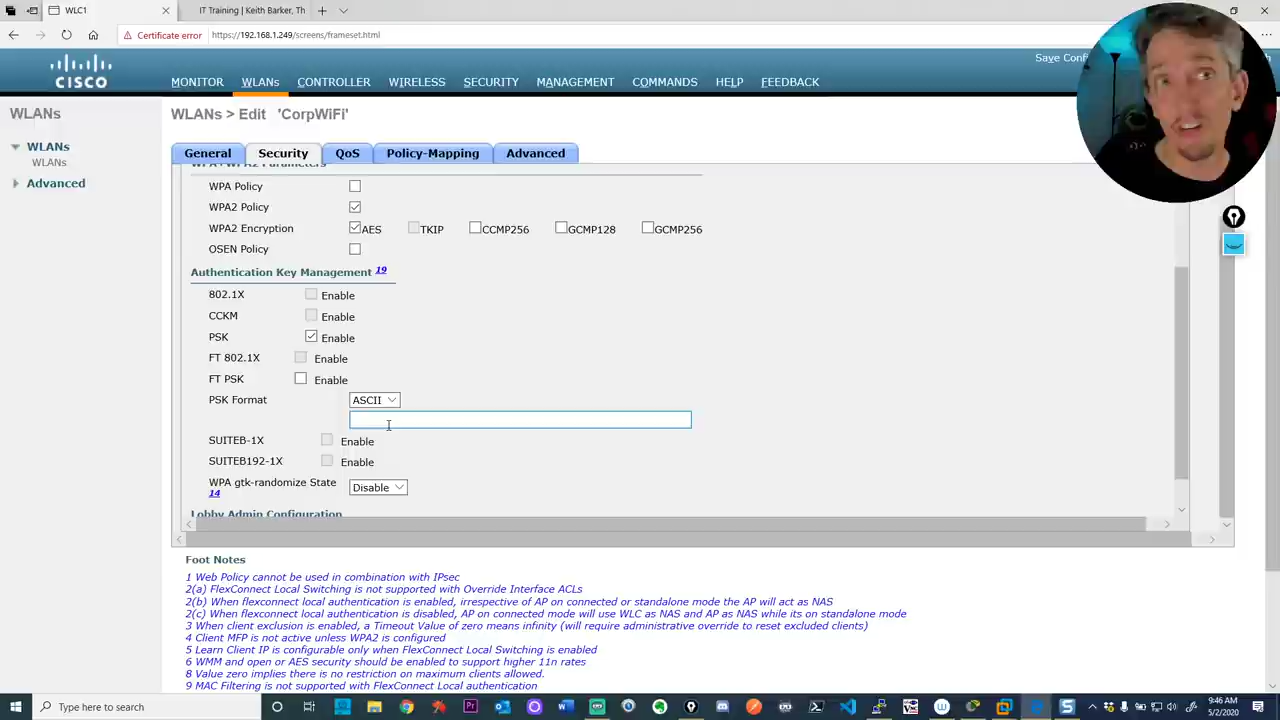 WLC1
IT Training | Keith Barker, Th
Certificate error
https://192.168.1.249/screens/frameset.html
Save Confi
CISCO
MONITOR WLANs CONTROLLER WIRELESS SECURITY MANAGEMENT COMMANDS HELP FEEDBACK
WLANs
WLANs > Edit 'CorpWiFi'
WLANs
WLANs
Advanced
General Security QoS Policy-Mapping Advanced
WPA+WPA2 Parameters
WPA Policy
WPA2 Policy
WPA2 Encryption AES TKIP CCMP256 GCMP128 GCMP256
OSEN Policy
Authentication Key Management 19
802.1X Enable
CCKM Enable
PSK Enable
FT 802.1X Enable
FT PSK Enable
PSK Format ASCII
SUITEB-1X Enable
SUITEB192-1X Enable
WPA gtk-randomize State Disable
14
Lobby Admin Configuration
Foot Notes
1 Web Policy cannot be used in combination with IPsec
2(a) FlexConnect Local Switching is not supported with Override Interface ACLs
2(b) When flexconnect local authentication is enabled, irrespective of AP on connected or standalone mode the AP will act as NAS
2(c) When flexconnect local authentication is disabled, AP on connected mode will use WLC as NAS and AP as NAS while its on standalone mode
3 When client exclusion is enabled, a Timeout Value of zero means infinity (will require administrative override to reset excluded clients)
4 Client MFP is not active unless WPA2 is configured
5 Learn Client IP is configurable only when FlexConnect Local Switching is enabled
6 WMM and open or AES security should be enabled to support higher 11n rates
8 Value zero implies there is no restriction on maximum clients allowed.
9 MAC Filtering is not supported with FlexConnect Local authentication
Type here to search
9:46 AM
5/2/2020